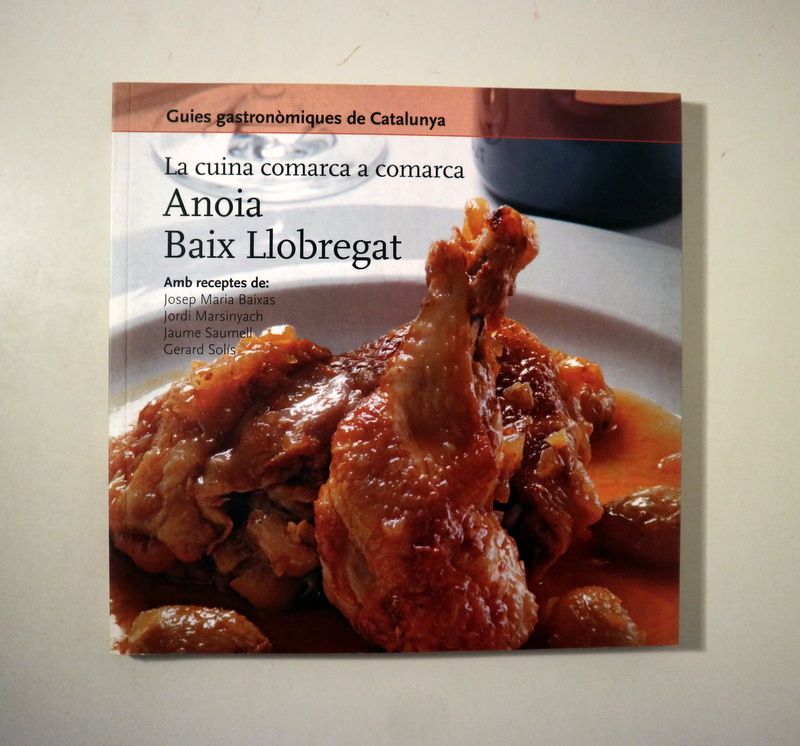 Guies gastronòmiques de Catalunya
La cuina comarca a comarca
Anoia
Baix Llobregat
Amb receptes de:
Josep Maria Baixas
Jordi Marsinyach
Jaume Saumell
Gerard Solís